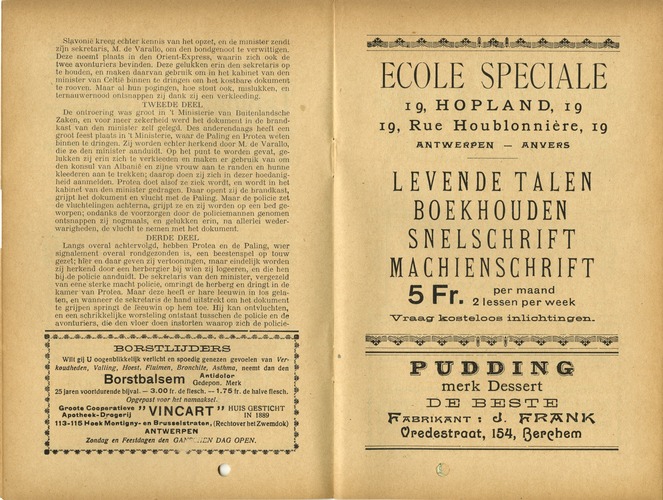 Slavonië kreeg echter kennis van het opzet, en de minister zendt
zijn sekretaris, M. de Varallo, om den bondgenoot te verwittigen.
Deze neemt plaats in den Orient-Express, waarin zich ook de
twee avonturiers bevinden. Deze gelukken erin den sekretaris op
te houden, en maken daarvan gebruik om in het kabinet van den
minister van Celtië binnen te dringen om het kostbare dokument
te rooven. Maar al hun pogingen, hoe stout ook, mislukken, en
ternauwernood ontsnappen zij dank zij een verkleeding.
TWEEDE DEEL
De ontroering was groot in 't Ministerie van Buitenlandsche
Zaken, en voor meer zekerheid werd het dokument in de brand-
kast van den minister zelf gelegd. Des anderendaags heeft een
groot feest plaats in 't Ministerie, waar de Paling en Protea weten
binnen te dringen. Zij worden echter herkend door M. de Varallo,
die ze den minister aanduidt. Op het punt te worden gevat, ge-
lukken zij erin zich te verkleeden en maken er gebruik van om
den konsul van Albanië en zijne vrouw aan te randen en hunne
kleederen aan te trekken; daarop doen zij zich in dezer hoedanig-
heid aanmelden. Protea doet alsof ze ziek wordt, en wordt in het
kabinet van den minister gedragen. Daar opent zij de brandkast,
grijpt het dokument en vlucht met de Paling. Maar de policie zet
de vluchtelingen achterna, grijpt ze en zij worden op een bed ge-
worpen; ondanks de voorzorgen door de policiemannen genomen
ontsnappen zij nogmaals, en gelukken erin, na allerlei weder-
warigheden, de vlucht te nemen met het dokument.
DERDE DEEL
Langs overal achtervolgd, hebben Protea en de Paling, wier
signalement overal rondgezonden is, een beestenspel op touw
gezet; hier en daar geven zij vertooningen, maar eindelijk worden
zij herkend door een herbergier bij wien zij logeeren, en die hen
bij de policie aanduidt. De sekretaris van den minister, vergezeld
van eene sterke macht policie, omringt de herberg en dringt in de
kamer van Protea. Maar deze heeft er hare leeuwen in los gela-
ten, en wanneer de sekretaris de hand uitstrekt om het dokument
te grijpen springt de leeuwin op hem toe. Hij kan ontvluchten,
en een schrikkelijke worsteling ontstaat tusschen de policie en de
avonturiers, die den vloer doen instorten waarop zich de policie-
BORSTLIJDERS
Wilt gij U oogenblikkelijk verlicht en spoedig genezen gevoelen van Ver-
koudheden, Valling, Hoest, Fluimen, Bronchite, Asthma, neemt dan den
Borstbalsem Antidolor Gedepon. Merk
25 jaren voortdurende bijval. — 3.00 fr. de flesch. — 1.75 fr. de halve flesch.
Opgepast voor het namaaksel.
Groote Cooperatieve Apotheek-Drogerij "VINCART" HUIS GESTICHT IN 1889
113-115 Hoek Montigny- en Brusselstraten, (Rechtover bet Zwemdok)
ANTWERPEN
Zondag en Feestdagen den DAG OPEN.
ECOLE SPECIALE
19, HOPLAND, 19
19, Rue Houblonnière, 19
ANTWERPEN — ANVERS
LEVENDE TALEN
BOEKHOUDEN
SNELSCHRIFT
MACHIENSCHRIFT
5 Fr. per maand
2 lessen per week
Vraag kosteloos inlichtingen.
PUDDING
merk Dessert
DE BESTE
FABRIKANT : J. FRANK
Vredestraat, 154, Berchem